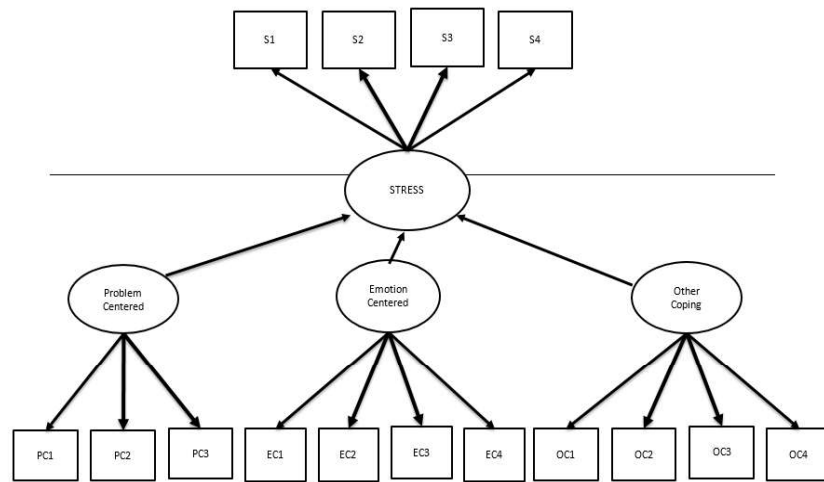 S1
S2
S3
S4
STRESS
Problem
Centered
Emotion
Centered
Other
Coping
PC1
PC2
PC3
EC1
EC2
EC3
EC4
OC1
OC2
OC3
OC4